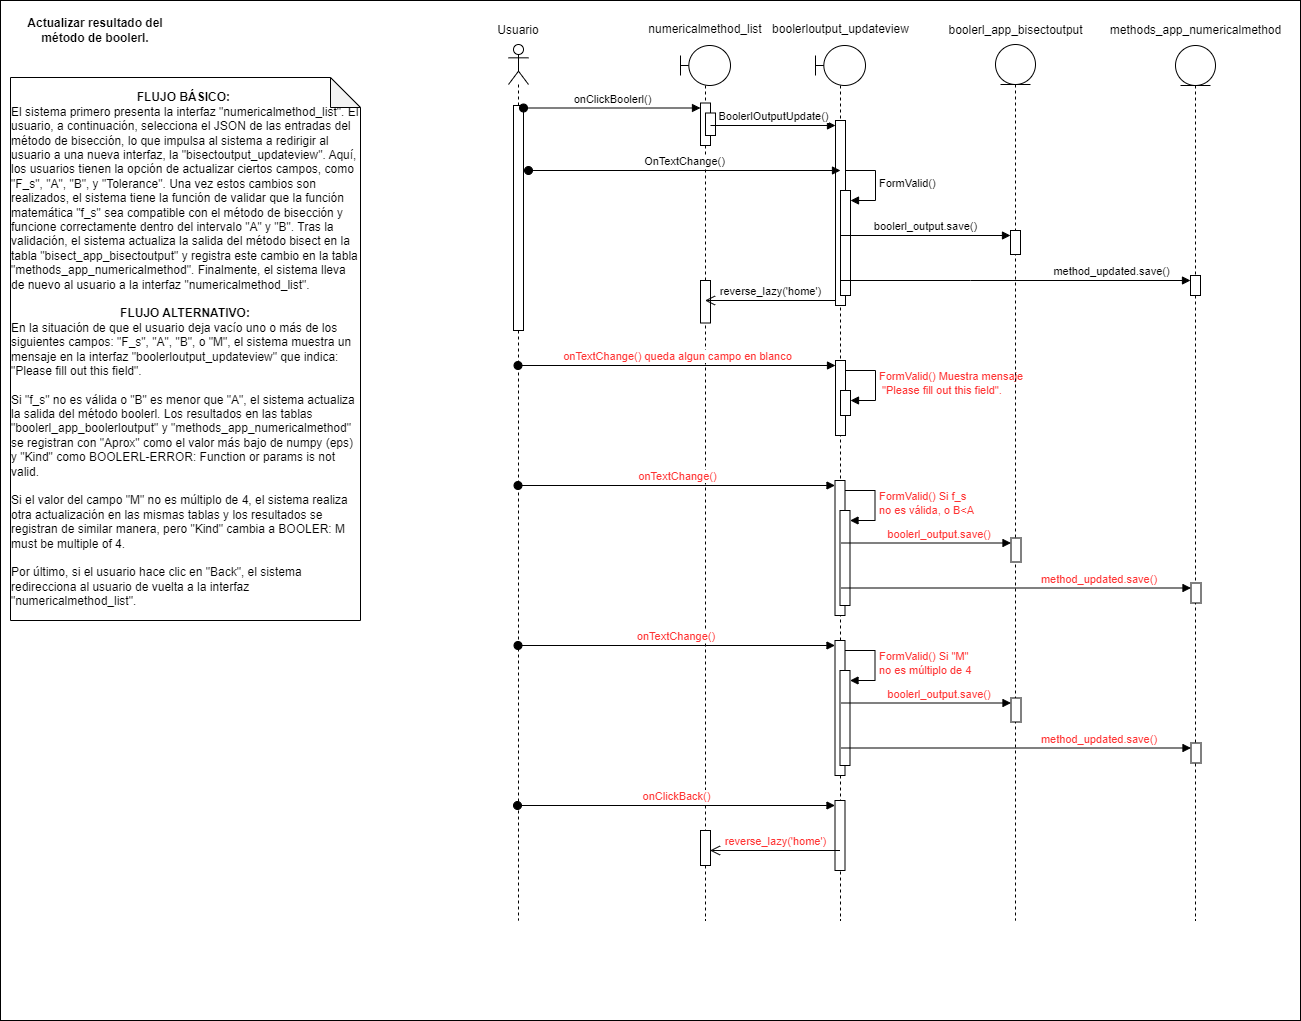 Actualizar resultado del
método de boolerl.
FLUJO BÁSICO:
El sistema primero presenta la interfaz "numericalmethod_list". El
usuario, a continuación, selecciona el JSON de las entradas del
método de bisección, lo que impulsa al sistema a redirigir al
usuario a una nueva interfaz, la "bisectoutput_updateview". Aquí,
los usuarios tienen la opción de actualizar ciertos campos, como
"F_s", "A", "B", y "Tolerance". Una vez estos cambios son
realizados, el sistema tiene la función de validar que la función
matemática "f_s" sea compatible con el método de bisección y
funcione correctamente dentro del intervalo "A" y "B". Tras la
validación, el sistema actualiza la salida del método bisect en la
tabla "bisect_app_bisectoutput" y registra este cambio en la tabla
"methods_app_numericalmethod". Finalmente, el sistema lleva
de nuevo al usuario a la interfaz "numericalmethod_list".
FLUJO ALTERNATIVO:
En la situación de que el usuario deja vacío uno o más de los
siguientes campos: "F_s", "A", "B", o "M", el sistema muestra un
mensaje en la interfaz "boolerloutput_updateview" que indica:
"Please fill out this field".
Si "f_s" no es válida o "B" es menor que "A", el sistema actualiza
la salida del método boolerl. Los resultados en las tablas
"boolerl_app_boolerloutput" y "methods_app_numericalmethod"
se registran con "Aprox" como el valor más bajo de numpy (eps)
y "Kind" como BOOLERL-ERROR: Function or params is not
valid.
Si el valor del campo "M" no es múltiplo de 4, el sistema realiza
otra actualización en las mismas tablas y los resultados se
registran de similar manera, pero "Kind" cambia a BOOLER: M
must be multiple of 4.
Por último, si el usuario hace clic en "Back", el sistema
redirecciona al usuario de vuelta a la interfaz
"numericalmethod_list".
Usuario
numericalmethod_list
boolerloutput_updateview
boolerl_app_bisectoutput
methods_app_numericalmethod
onClickBoolerl()
BoolerlOutputUpdate()
OnTextChange()
FormValid()
boolerl_output.save()
method_updated.save()
reverse_lazy('home')
onTextChange() queda algun campo en blanco
FormValid() Muestra mensaje
"Please fill out this field".
onTextChange()
FormValid() Si f_s
no es válida, o B<A
boolerl_output.save()
method_updated.save()
onTextChange()
FormValid() Si "M"
no es múltiplo de 4
boolerl_output.save()
method_updated.save()
onClickBack()
reverse_lazy('home')